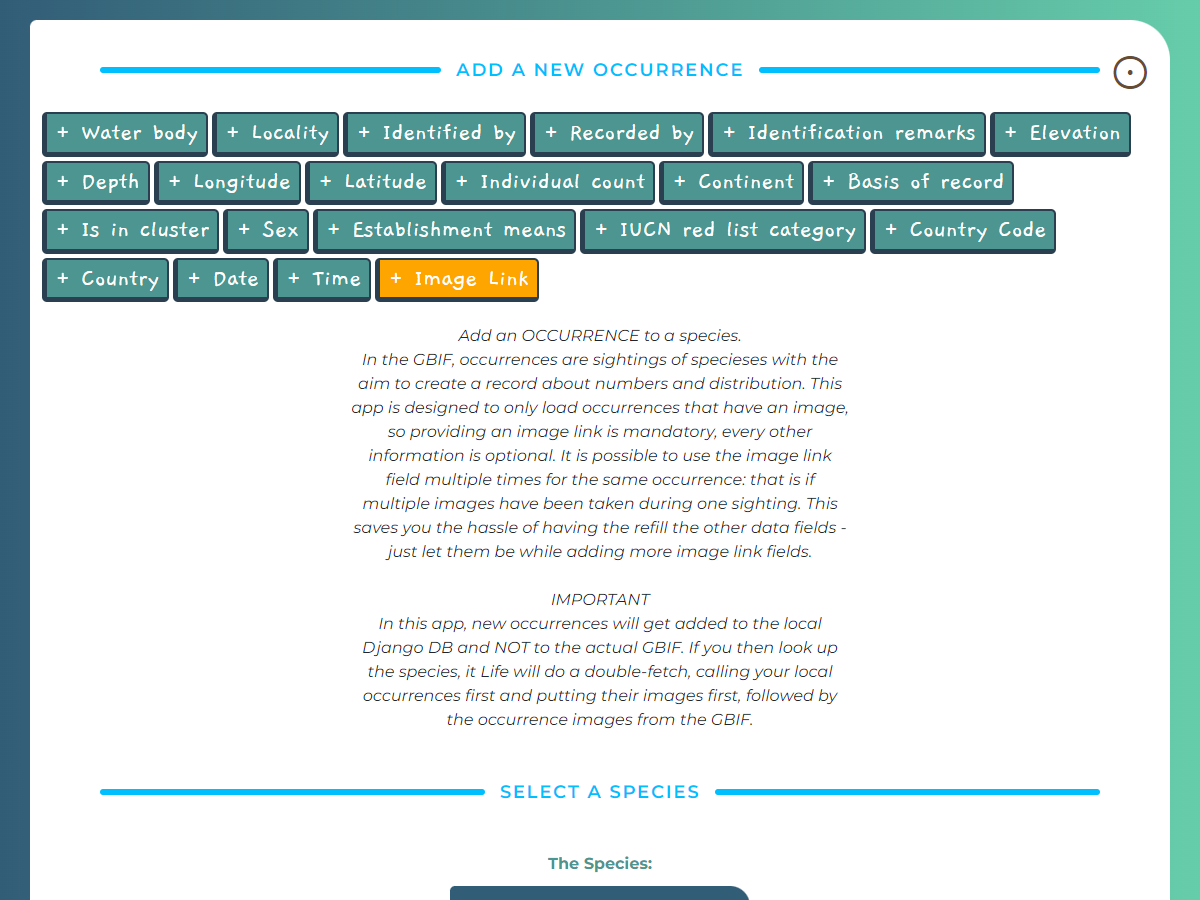 ADD A NEW OCCURRENCE
+ Water body + Locality + Identified by + Recorded by + Identification remarks + Elevation
+ Depth + Longitude + Latitude + Individual count + Continent + Basis of record
+ Is in cluster + Sex + Establishment means + IUCN red list category + Country Code
+ Country + Date + Time + Image Link
Add an OCCURRENCE to a species.
In the GBIF, occurrences are sightings of specieses with the
aim to create a record about numbers and distribution. This
app is designed to only load occurrences that have an image,
so providing an image link is mandatory, every other
information is optional. It is possible to use the image link
field multiple times for the same occurrence: that is if
multiple images have been taken during one sighting. This
saves you the hassle of having the refill the other data fields -
just let them be while adding more image link fields.
IMPORTANT
In this app, new occurrences will get added to the local
Django DB and NOT to the actual GBIF. If you then look up
the species, it Life will do a double-fetch, calling your local
occurrences first and putting their images first, followed by
the occurrence images from the GBIF.
SELECT A SPECIES
The Species: